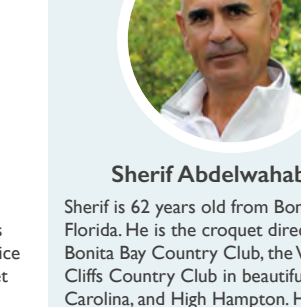 Sherif Abdelwahab
Sherif is 62 years old from Bon
s
Florida. He is the croquet direc
ice
Bonita Bay Country Club, the V
t
Cliffs Country Club in beautifu
Carolina, and High Hampton. H